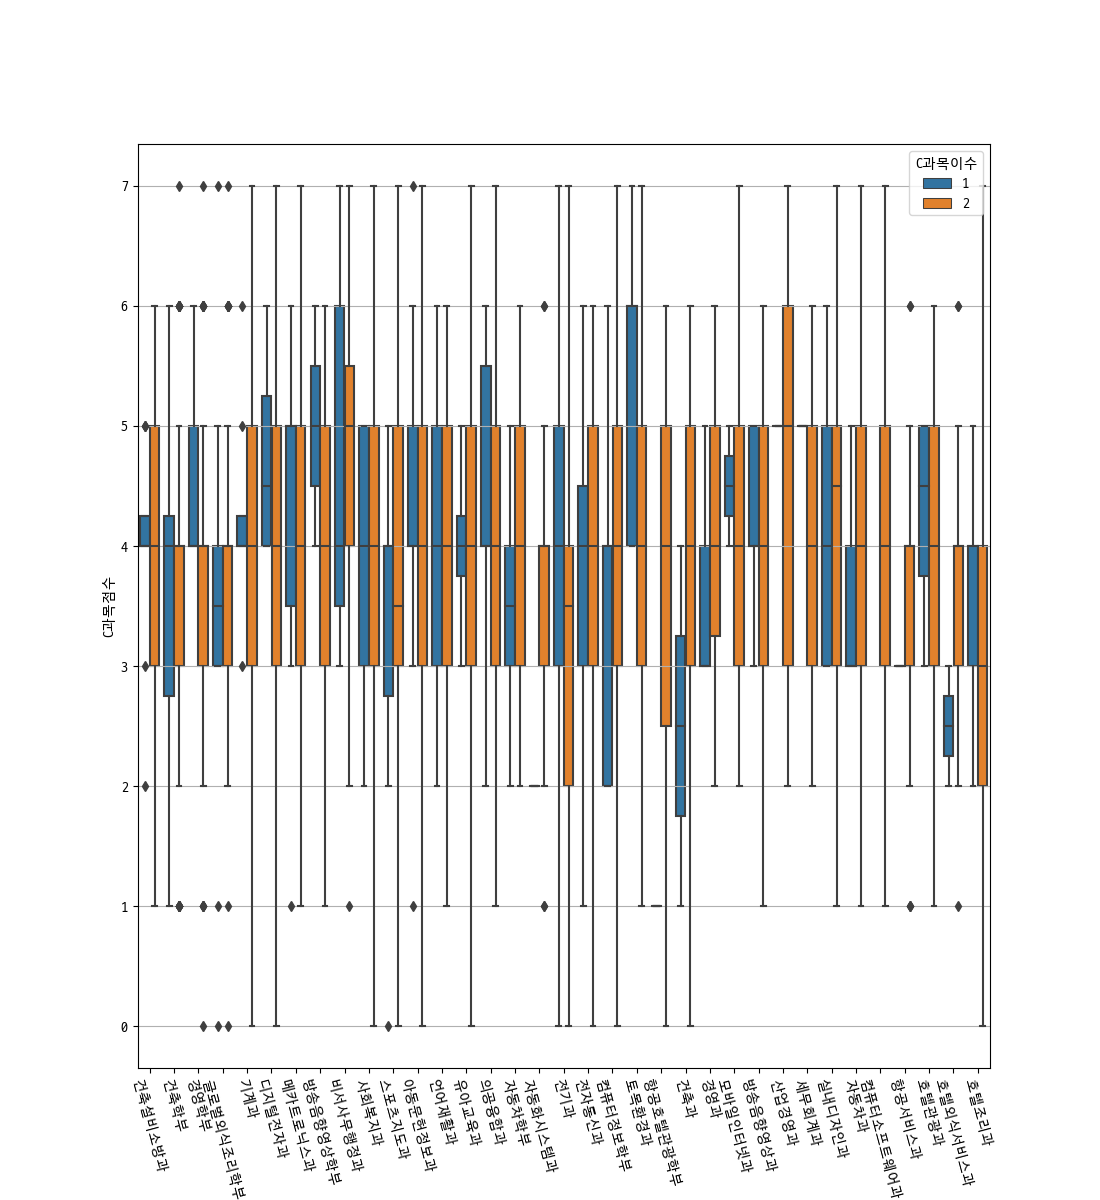 C과목이수
1
2
7
6
5
4
3
2
1
0
C과목점수
건축설비소방과
건축학부
경영학부
글로벌외식조리학부
기계과
디지털전자과
메카트로닉스과
방송음향영상학부
비서사무행정과
사회복지과
스포츠지도과
아동문헌정보과
언어재활과
유아교육과
의공융합과
자동차학부
자동화시스템과
전기과
전자통신과
컴퓨터정보학부
토목환경과
항공호텔관광학부
건축과
경영과
모바일인터넷과
방송음향영상과
산업경영과
세무회계과
실내디자인과
자동차과
컴퓨터소프트웨어과
항공서비스과
호텔관광과
호텔외식서비스과
호텔조리과